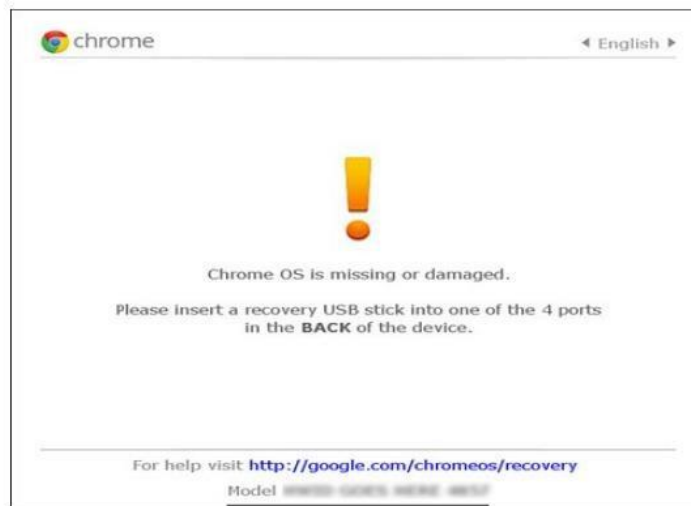 chrome
English
Chrome OS is missing or damaged.
Please insert a recovery USB stick into one of the 4 ports
in the BACK of the device.
For help visit http://google.com/chromeos/recovery
Model